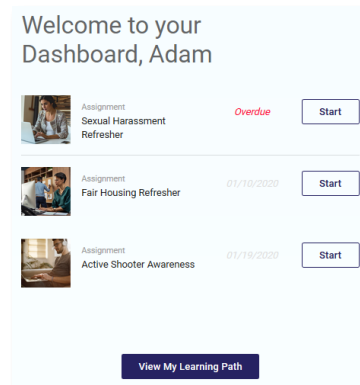 Welcome to your
Dashboard, Adam
Assignment
Sexual Harassment
Refresher
Overdue
Start
Assignment
Fair Housing Refresher
01/10/2020
Start
Assignment
Active Shooter Awareness
01/19/2020
Start
View My Learning Path